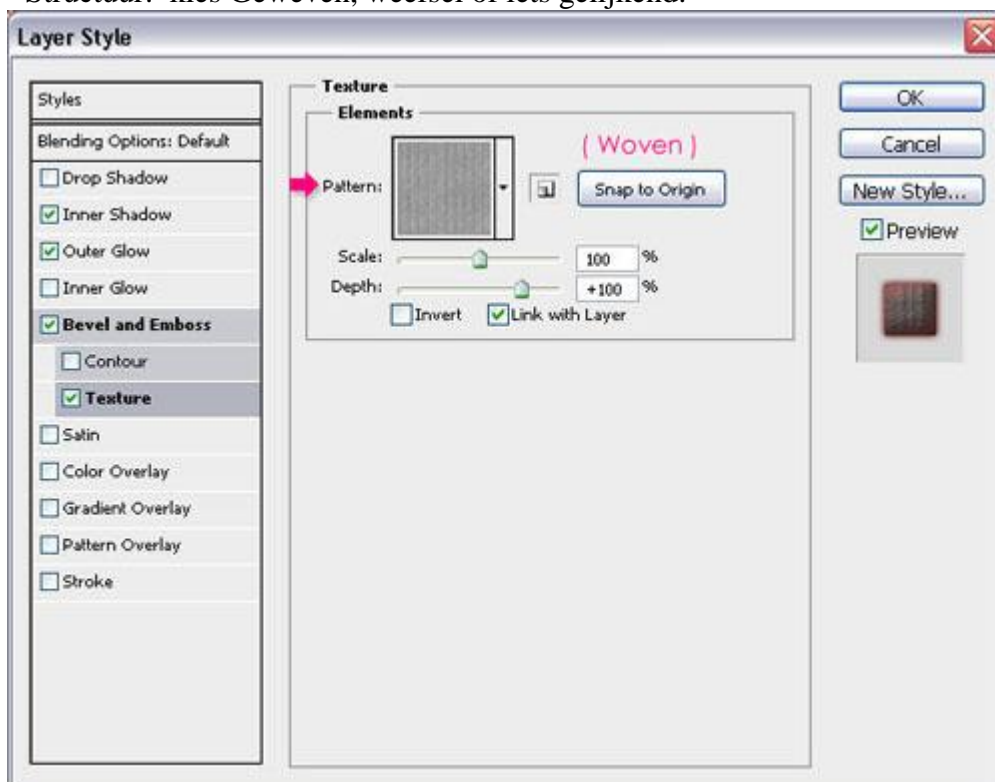 Structuur: kies Geweven, weefsel of iets gelijkend.
Layer Style
Styles
Blending Options: Default
Drop Shadow
Inner Shadow
Outer Glow
Inner Glow
Bevel and Emboss
Contour
Texture
Satin
Color Overlay
Gradient Overlay
Pattern Overlay
Stroke
Texture
Elements
( Woven )
Pattern:
Snap to Origin
Scale: 100 %
Depth: +100 %
Invert Link with Layer
OK
Cancel
New Style...
Preview